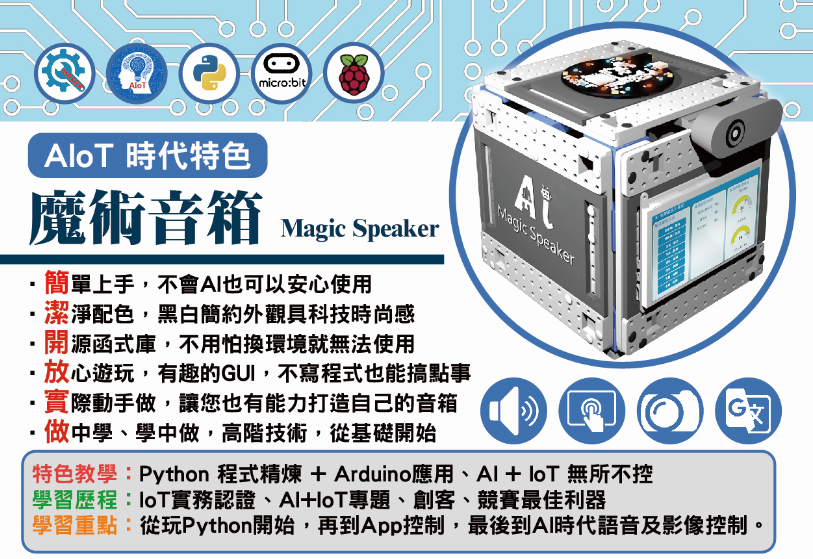 AIoT
micro:bit
AIoT 時代特色
魔術音箱 Magic Speaker
Ai
Magic Speaker
・簡單上手，不會AI也可以安心使用
・潔淨配色，黑白簡約外觀具科技時尚感
・開源函式庫，不用怕換環境就無法使用
・放心遊玩，有趣的GUI，不寫程式也能搞點事
・實際動手做，讓您也有能力打造自己的音箱
・做中學、學中做，高階技術，從基礎開始
G文
特色教學：Python 程式精煉 + Arduino應用、AI + IoT 無所不控
學習歷程：IoT實務認證、AI+IoT專題、創客、競賽最佳利器
學習重點：從玩Python開始，再到App控制，最後到AI時代語音及影像控制。